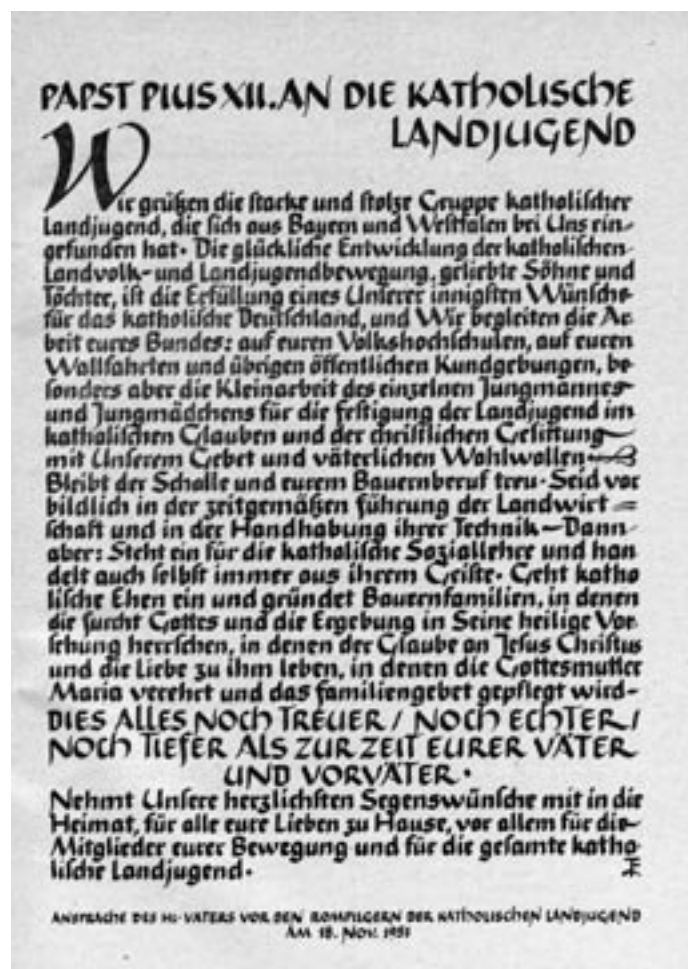 PAPST PIUS XII. AN DIE KATHOLISCHE
LANDJUGEND
Wir grüßen die starke und stolze Gruppe katholischer
Landjugend, die sich aus Bayern und Westfalen bei Uns ein-
gefunden hat. Die glückliche Entwicklung der katholischen
Landvolk- und Landjugendbewegung, geliebte Söhne und
Töchter, ist die Erfüllung eines Unserer innigsten Wünsche
für das katholische Deutschland, und Wir begleiten die Ar
beit eures Bundes: auf euren Volkshochschulen, auf euren
Wallfahrten und übrigen öffentlichen Kundgebungen, be
sonders aber die Kleinarbeit des einzelnen Jungmannes
und Jungmädchens für die Festigung der Landjugend im
katholischen Glauben und der christlichen Gesittung
mit Unserem Gebet und väterlichen Wohlwollen
Bleibt der Scholle und eurem Bauernberuf treu. Seid vor
bildlich in der zeitgemäßen Führung der Landwirt=
schaft und in der Handhabung ihrer Technik – Dann
aber: Steht ein für die katholische Soziallehre und han
delt auch selbst immer aus ihrem Geiste. Geht katho
lische Ehen ein und gründet Bauernfamilien, in denen
die Furcht Gottes und die Ergebung in Seine heilige Vor
sehung herrschen, in denen der Glaube an Jesus Christus
und die Liebe zu ihm leben, in denen die Gottesmutter
Maria verehrt und das Familiengebet gepflegt wird-
DIES ALLES NOCH TREUER / NOCH ECHTER /
NOCH TIEFER ALS ZUR ZEIT EURER VÄTER
UND VORVÄTER.
Nehmt Unsere herzlichsten Segenswünsche mit in die
Heimat, für alle eure Lieben zu Hause, vor allem für die
Mitglieder eurer Bewegung und für die gesamte katho
lische Landjugend.
ANSPRACHE DES HL. VATERS VOR DEN ROMPILGERN DER KATHOLISCHEN LANDJUGEND
AM 18. NOV. 1951